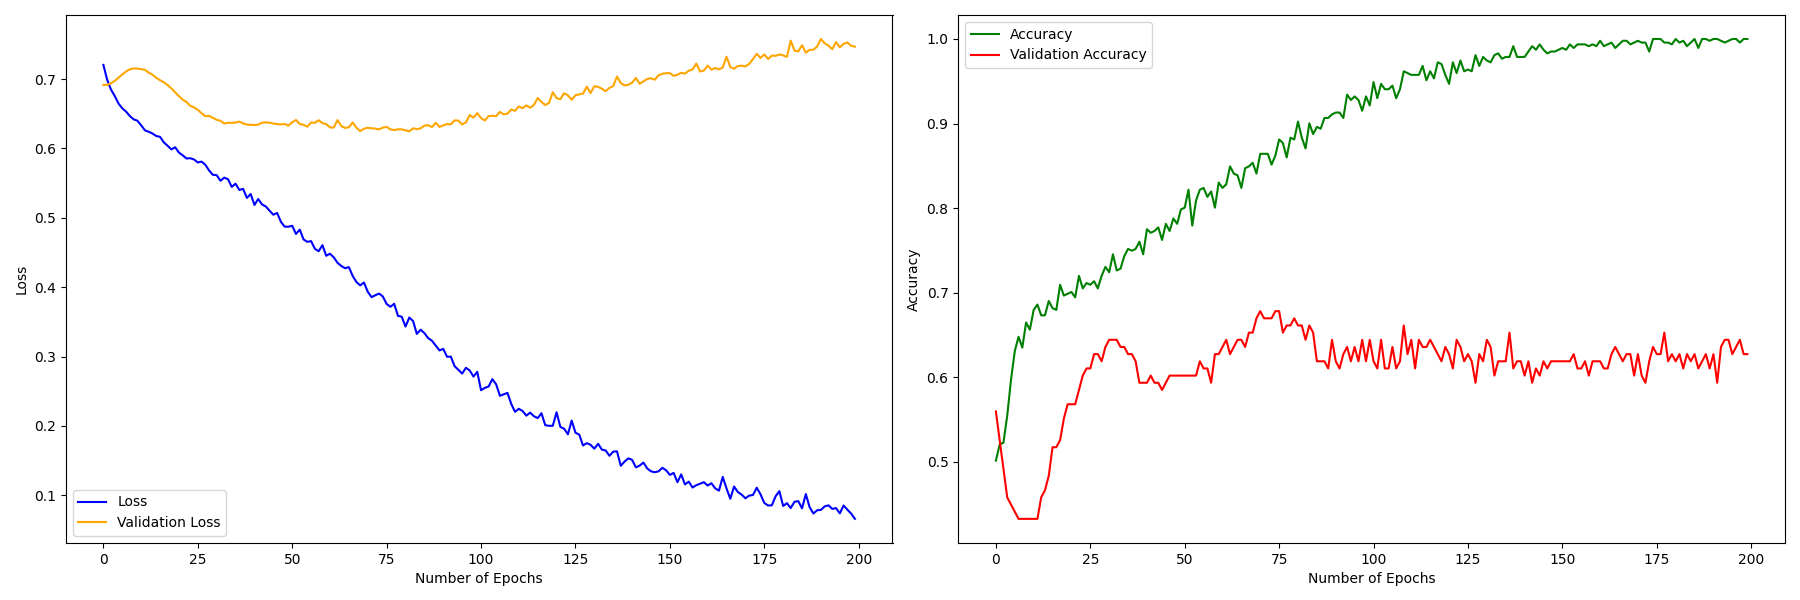 Loss
0.7
0.6
0.5
0.4
0.3
0.2
0.1
Loss
Validation Loss
0 25 50 75 100 125 150 175 200
Number of Epochs
Accuracy
1.0
0.9
0.8
0.7
0.6
0.5
Accuracy
Validation Accuracy
0 25 50 75 100 125 150 175 200
Number of Epochs